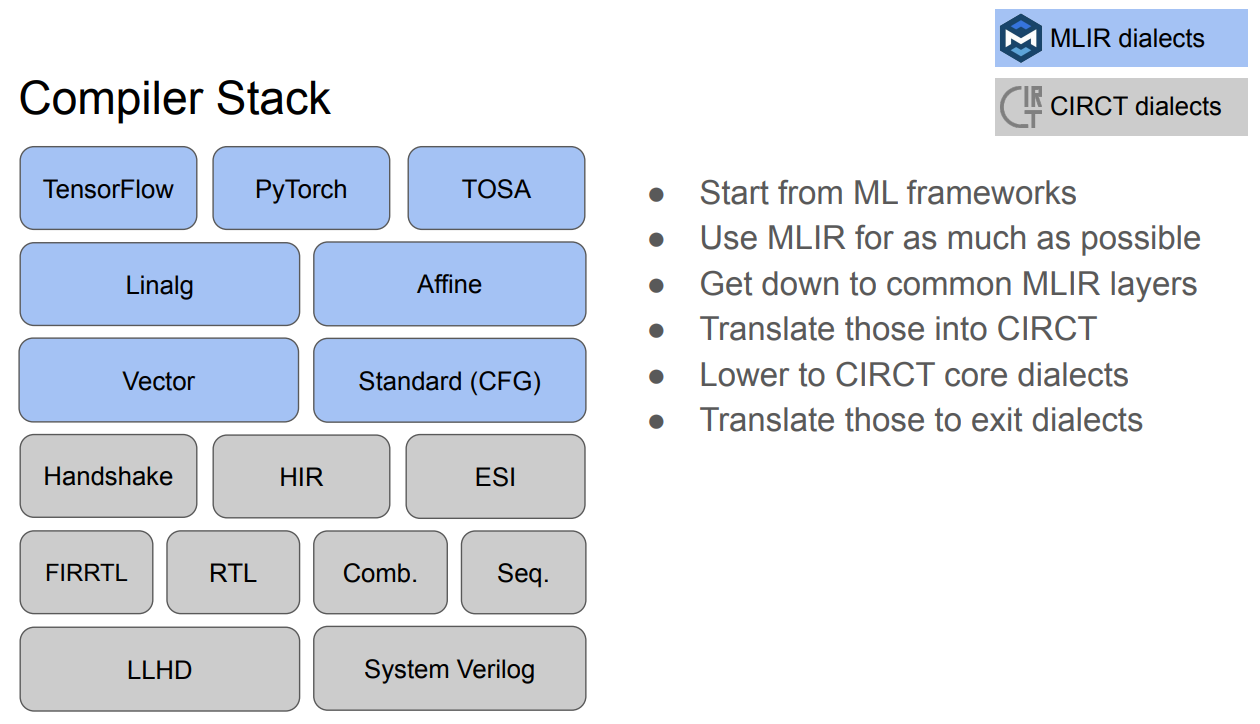 MLIR dialects
CIRCT dialects
Compiler Stack
TensorFlow
PyTorch
TOSA
Linalg
Affine
Vector
Standard (CFG)
Handshake
HIR
ESI
FIRRTL
RTL
Comb.
Seq.
LLHD
System Verilog
● Start from ML frameworks
● Use MLIR for as much as possible
● Get down to common MLIR layers
● Translate those into CIRCT
● Lower to CIRCT core dialects
● Translate those to exit dialects